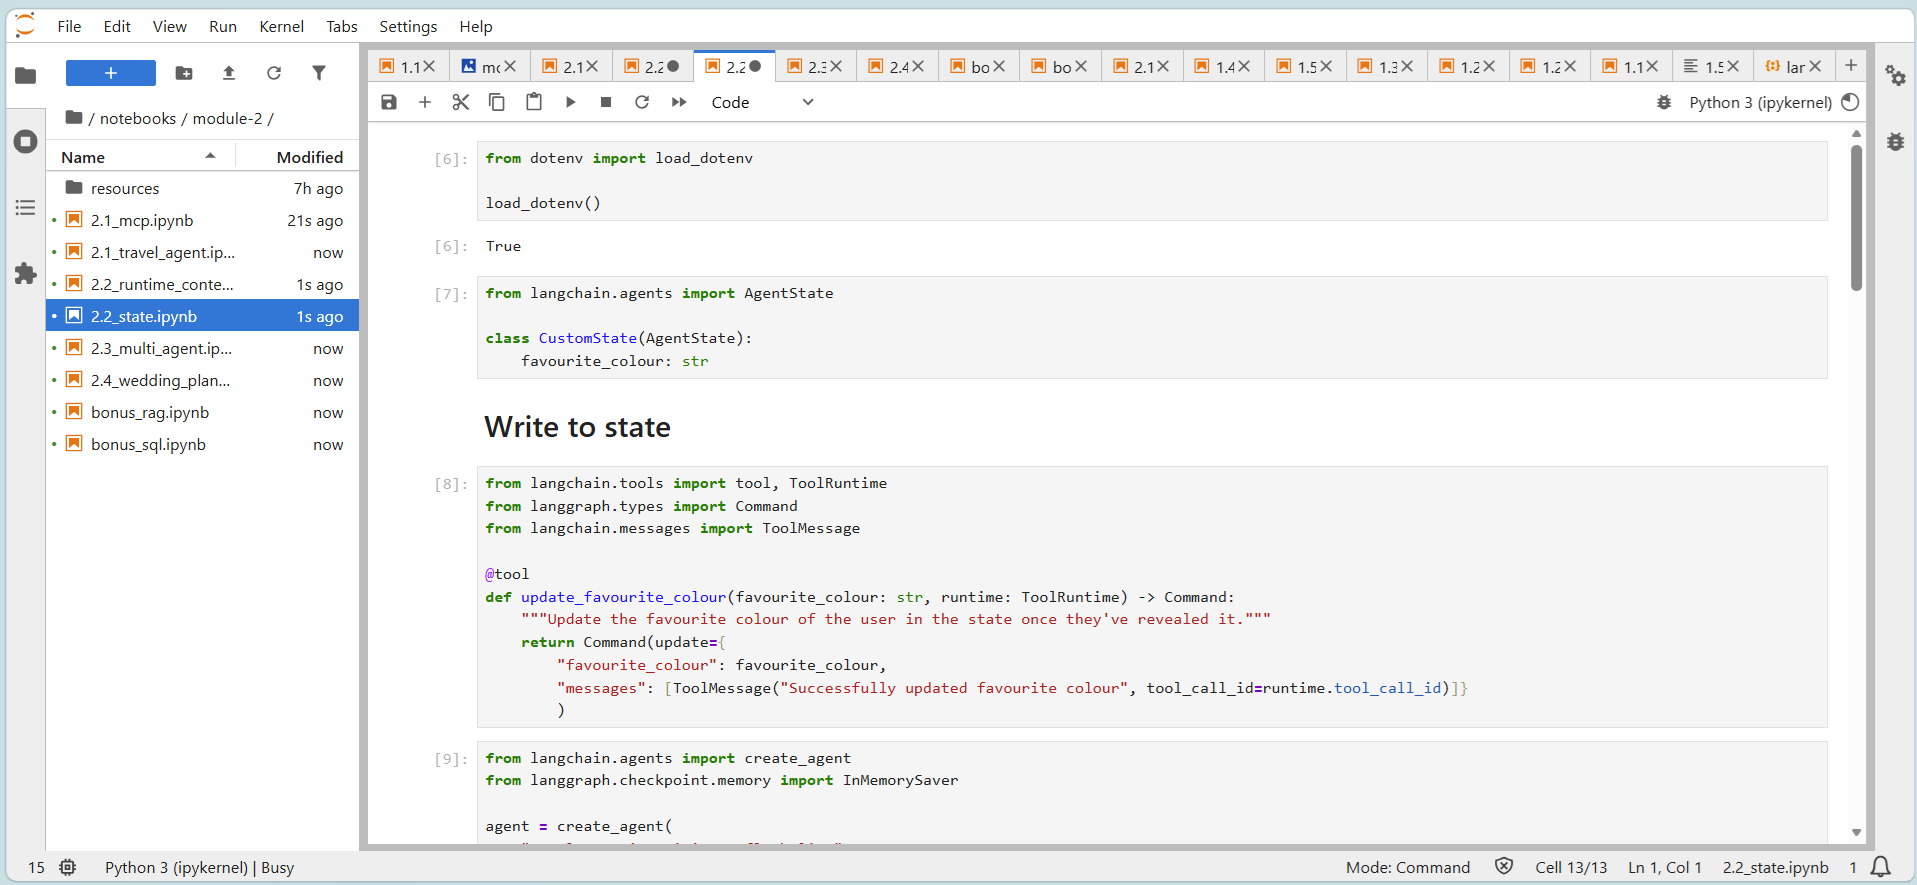 File Edit View Run Kernel Tabs Settings Help
1.1 mc 2.1 2.2 2.2 2.3 2.4 bo bo 2.1 1.4 1.5 1.3 1.2 1.2 1.1 1.5 lar
Code
Python 3 (ipykernel)
/ notebooks / module-2 /
Name Modified
resources 7h ago
2.1_mcp.ipynb 21s ago
2.1_travel_agent.ip... now
2.2_runtime_conte... 1s ago
2.2_state.ipynb 1s ago
2.3_multi_agent.ip... now
2.4_wedding_plan... now
bonus_rag.ipynb now
bonus_sql.ipynb now
[6]: from dotenv import load_dotenv
load_dotenv()
[6]: True
[7]: from langchain.agents import AgentState
class CustomState(AgentState):
favourite_colour: str
Write to state
[8]: from langchain.tools import tool, ToolRuntime
from langgraph.types import Command
from langchain.messages import ToolMessage
@tool
def update_favourite_colour(favourite_colour: str, runtime: ToolRuntime) -> Command:
"""Update the favourite colour of the user in the state once they've revealed it."""
return Command(update={
"favourite_colour": favourite_colour,
"messages": [ToolMessage("Successfully updated favourite colour", tool_call_id=runtime.tool_call_id)]}
)
[9]: from langchain.agents import create_agent
from langgraph.checkpoint.memory import InMemorySaver
agent = create_agent(
15 Python 3 (ipykernel) | Busy
Mode: Command Cell 13/13 Ln 1, Col 1 2.2_state.ipynb 1